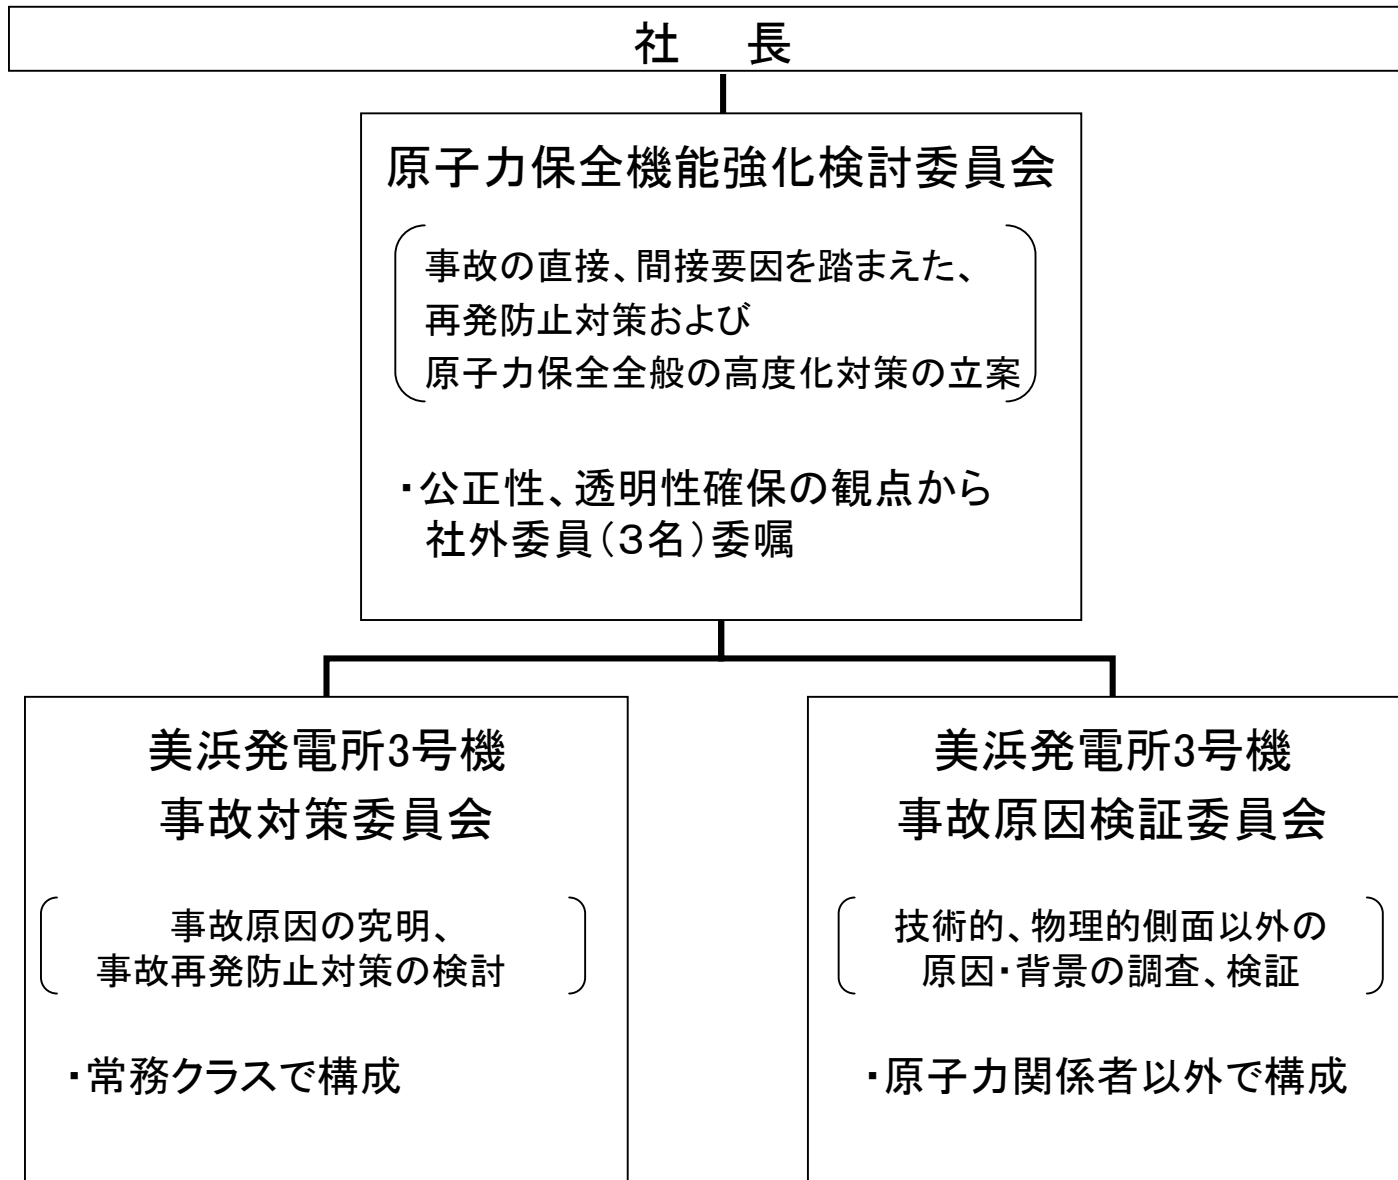 社　長
原子力保全機能強化検討委員会
事故の直接、間接要因を踏まえた、
再発防止対策および
原子力保全全般の高度化対策の立案
・公正性、透明性確保の観点から
社外委員（３名）委嘱
美浜発電所3号機
事故対策委員会
事故原因の究明、
事故再発防止対策の検討
・常務クラスで構成
美浜発電所3号機
事故原因検証委員会
技術的、物理的側面以外の
原因・背景の調査、検証
・原子力関係者以外で構成